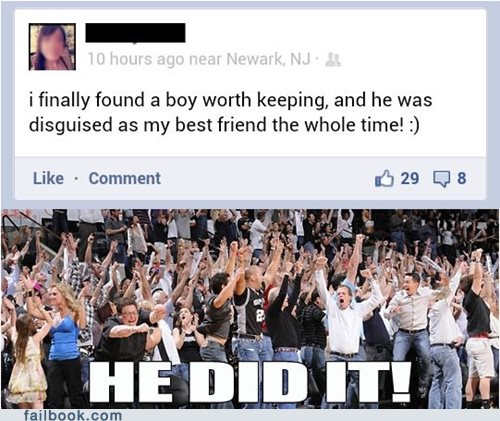 10 hours ago near Newark, NJ ·
i finally found a boy worth keeping, and he was
disguised as my best friend the whole time! :)
Like · Comment
29
8
HE DID IT!
failbook.com